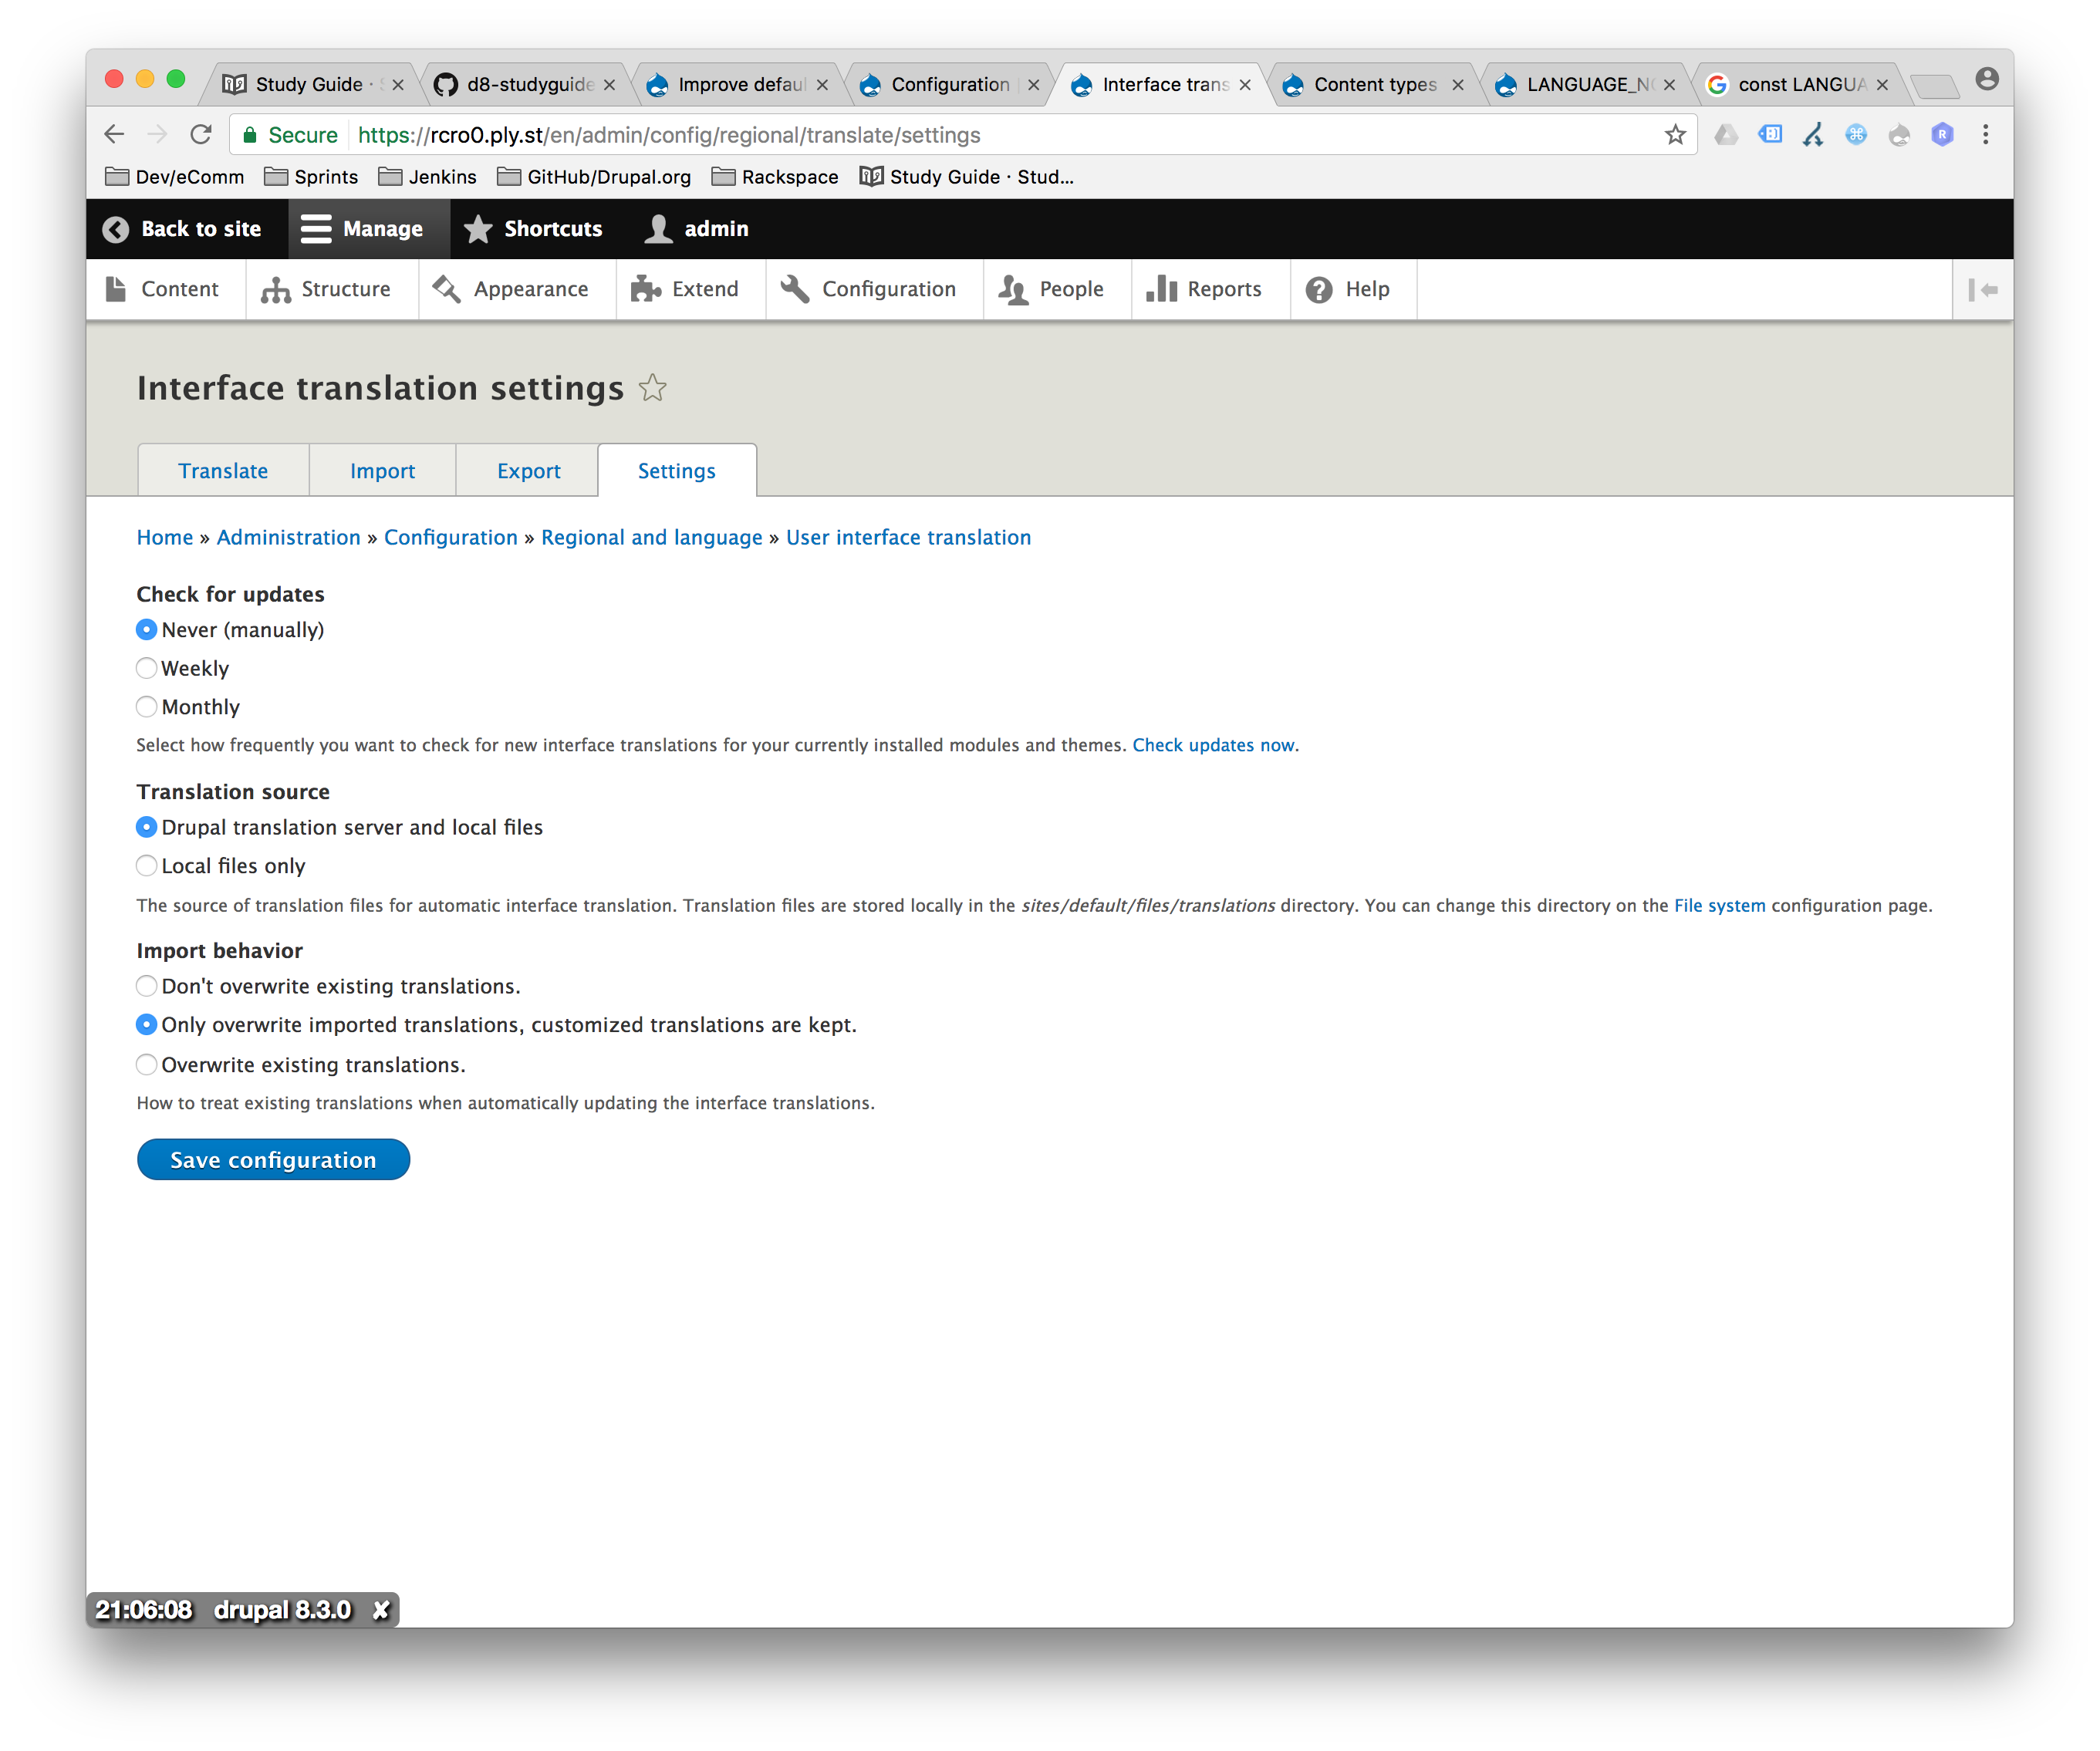 Study Guide · S
d8-studyguide
Improve defaul
Configuration |
Interface trans
Content types
LANGUAGE_NO
const LANGUA
Secure https://rcro0.ply.st/en/admin/config/regional/translate/settings
Dev/eComm Sprints Jenkins GitHub/Drupal.org Rackspace Study Guide · Stud...
Back to site Manage Shortcuts admin
Content Structure Appearance Extend Configuration People Reports Help
Interface translation settings
Translate Import Export Settings
Home » Administration » Configuration » Regional and language » User interface translation
Check for updates
Never (manually)
Weekly
Monthly
Select how frequently you want to check for new interface translations for your currently installed modules and themes. Check updates now.
Translation source
Drupal translation server and local files
Local files only
The source of translation files for automatic interface translation. Translation files are stored locally in the sites/default/files/translations directory. You can change this directory on the File system configuration page.
Import behavior
Don't overwrite existing translations.
Only overwrite imported translations, customized translations are kept.
Overwrite existing translations.
How to treat existing translations when automatically updating the interface translations.
Save configuration
21:06:08 drupal 8.3.0 ✘